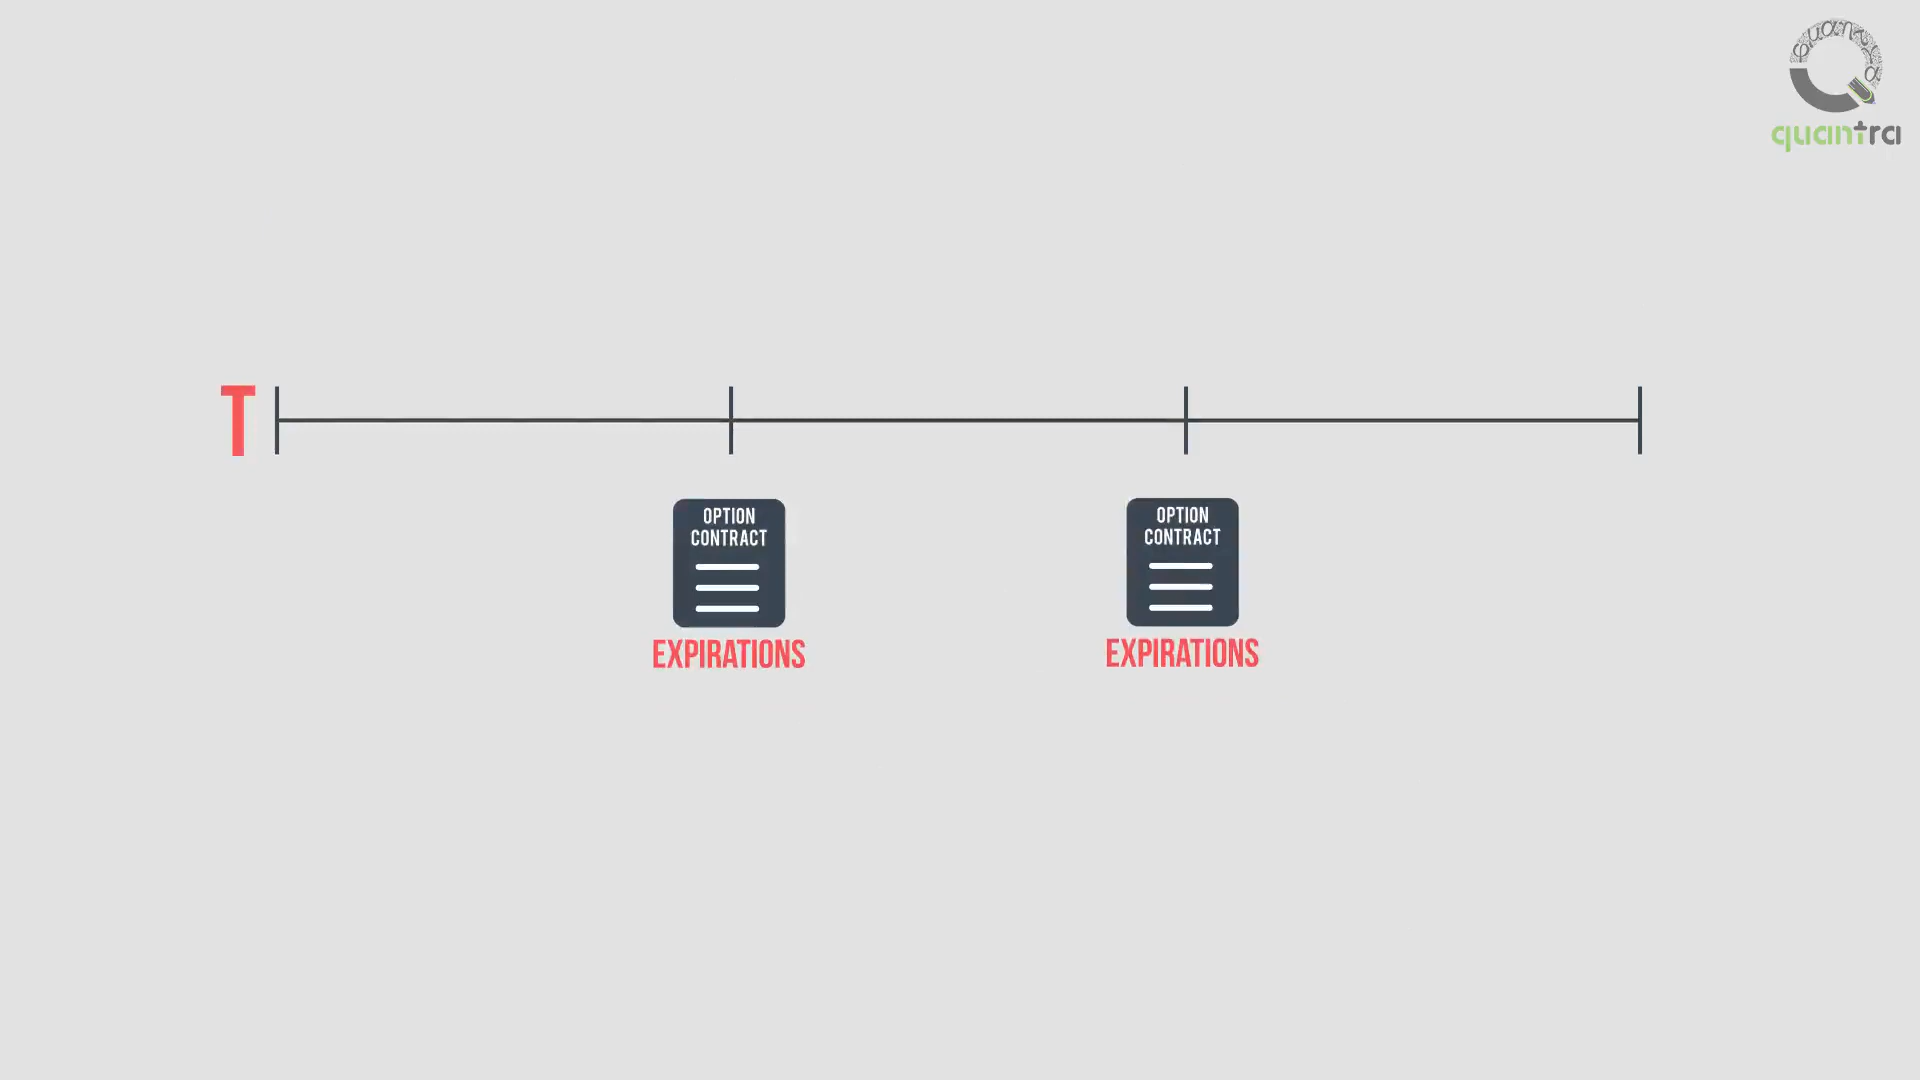 quantra
T
OPTION
CONTRACT
EXPIRATIONS
OPTION
CONTRACT
EXPIRATIONS